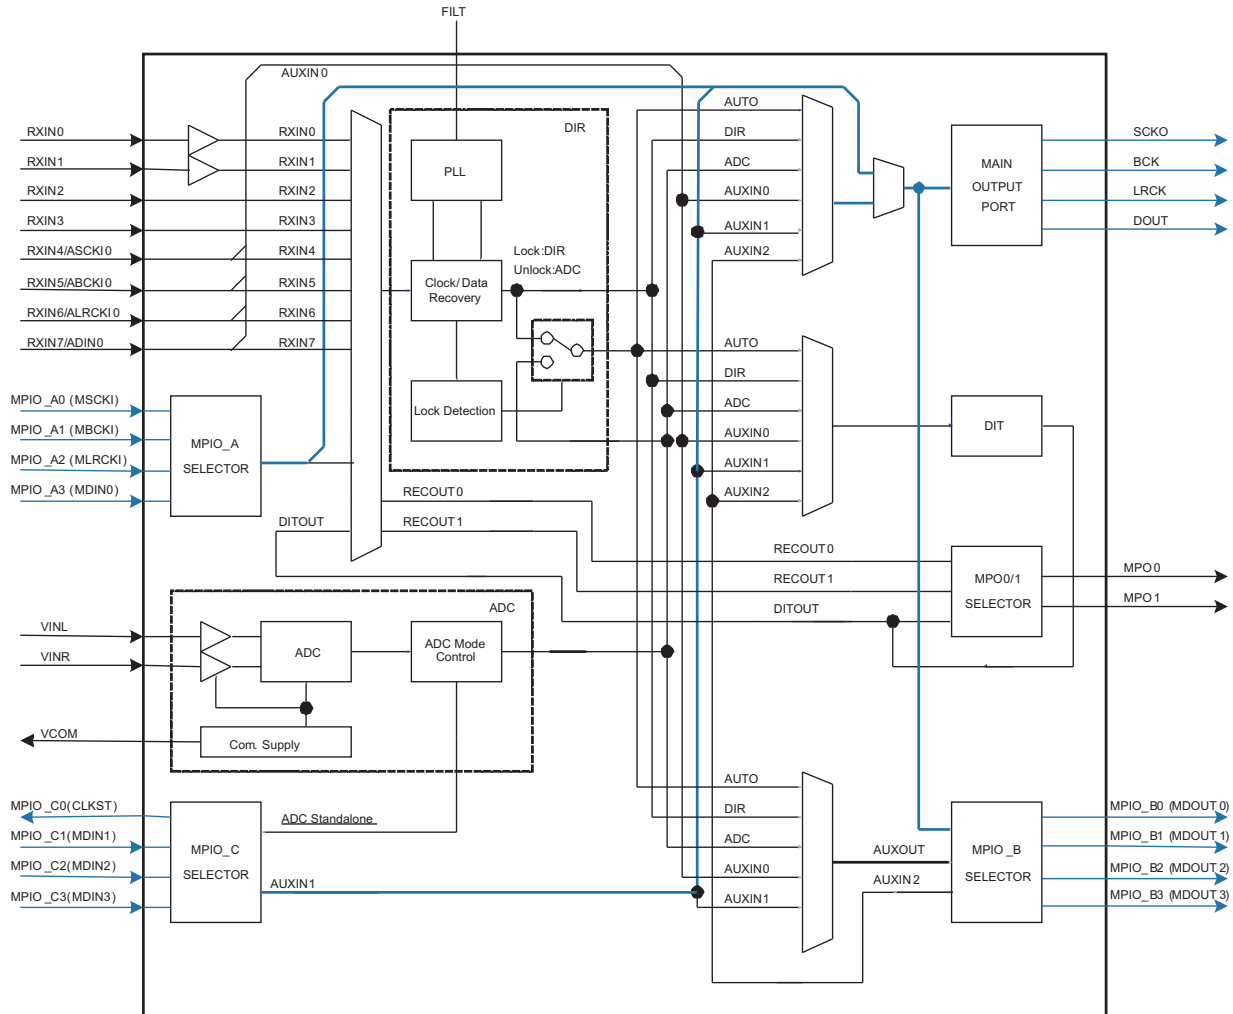 FILT
AUXIN0
RXIN0
RXIN1
RXIN2
RXIN3
RXIN4/ASCKI0
RXIN5/ABCKI0
RXIN6/ALRCKI0
RXIN7/ADIN0
RXIN0
RXIN1
RXIN2
RXIN3
RXIN4
RXIN5
RXIN6
RXIN7
DIR
PLL
Clock/Data
Recovery
Lock Detection
Lock:DIR
Unlock:ADC
AUTO
DIR
ADC
AUXIN0
AUXIN1
AUXIN2
MAIN
OUTPUT
PORT
SCKO
BCK
LRCK
DOUT
MPIO_A0 (MSCKI)
MPIO_A1 (MBCKI)
MPIO_A2 (MLRCKI)
MPIO_A3 (MDIN0)
MPIO_A
SELECTOR
AUTO
DIR
ADC
AUXIN0
AUXIN1
AUXIN2
DIT
RECOUT0
RECOUT1
DITOUT
RECOUT0
RECOUT1
DITOUT
MPO0/1
SELECTOR
MPO0
MPO1
ADC
VINL
VINR
VCOM
ADC
ADC Mode
Control
Com. Supply
MPIO_C0(CLKST)
MPIO_C1(MDIN1)
MPIO_C2(MDIN2)
MPIO_C3(MDIN3)
MPIO_C
SELECTOR
ADC Standalone
AUXIN1
AUTO
DIR
ADC
AUXIN0
AUXIN1
AUXOUT
AUXIN2
MPIO_B
SELECTOR
MPIO_B0 (MDOUT0)
MPIO_B1 (MDOUT1)
MPIO_B2 (MDOUT2)
MPIO_B3 (MDOUT3)